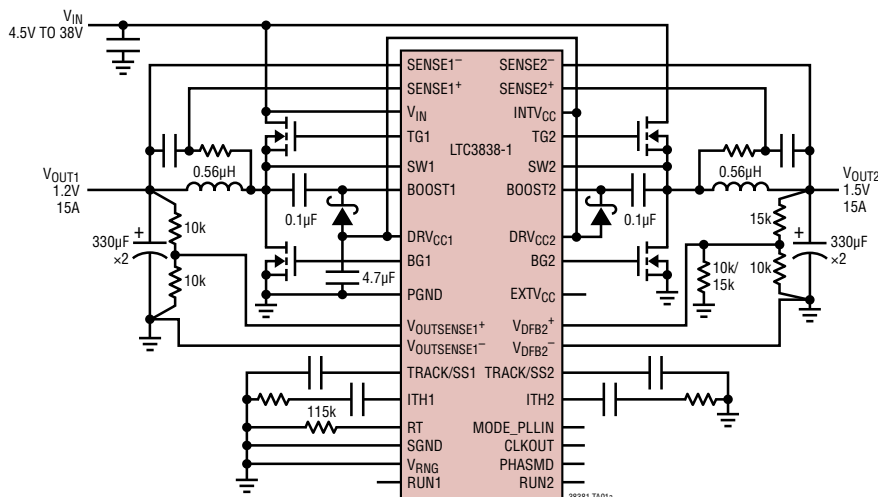 VIN
4.5V TO 38V
SENSE1–
SENSE1+
VIN
TG1
SW1
BOOST1
DRVCC1
BG1
PGND
VOUTSENSE1+
VOUTSENSE1–
TRACK/SS1
ITH1
RT
SGND
VRNG
RUN1
LTC3838-1
SENSE2–
SENSE2+
INTVCC
TG2
SW2
BOOST2
DRVCC2
BG2
EXTVCC
VDFB2+
VDFB2–
TRACK/SS2
ITH2
MODE_PLLIN
CLKOUT
PHASMD
RUN2
VOUT1
1.2V
15A
0.56µH
0.1µF
10k
330µF
×2
10k
4.7µF
115k
VOUT2
1.5V
15A
0.56µH
0.1µF
15k
330µF
×2
10k/
15k
10k
38381 TA01a